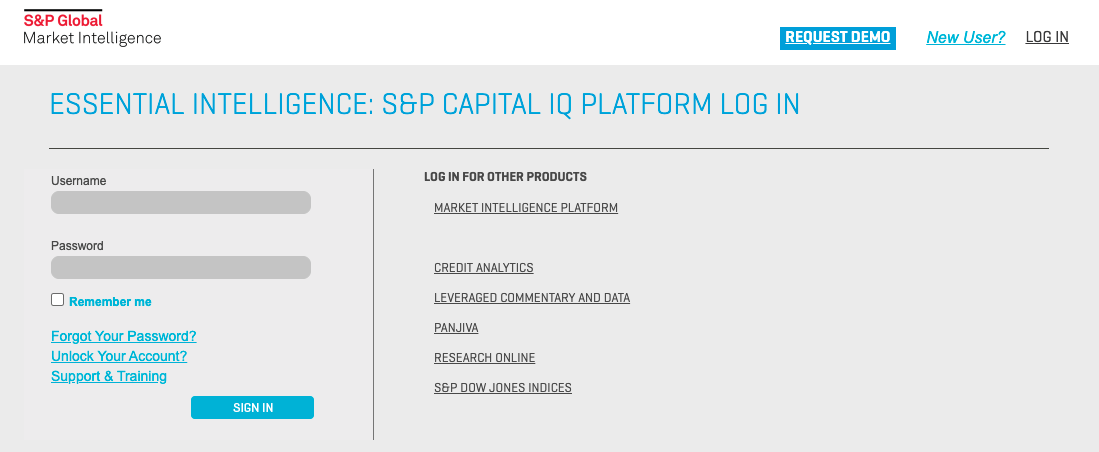 S&P Global
Market Intelligence
REQUEST DEMO
New User?
LOG IN
ESSENTIAL INTELLIGENCE: S&P CAPITAL IQ PLATFORM LOG IN
Username
Password
Remember me
Forgot Your Password?
Unlock Your Account?
Support & Training
SIGN IN
LOG IN FOR OTHER PRODUCTS
MARKET INTELLIGENCE PLATFORM
CREDIT ANALYTICS
LEVERAGED COMMENTARY AND DATA
PANJIVA
RESEARCH ONLINE
S&P DOW JONES INDICES